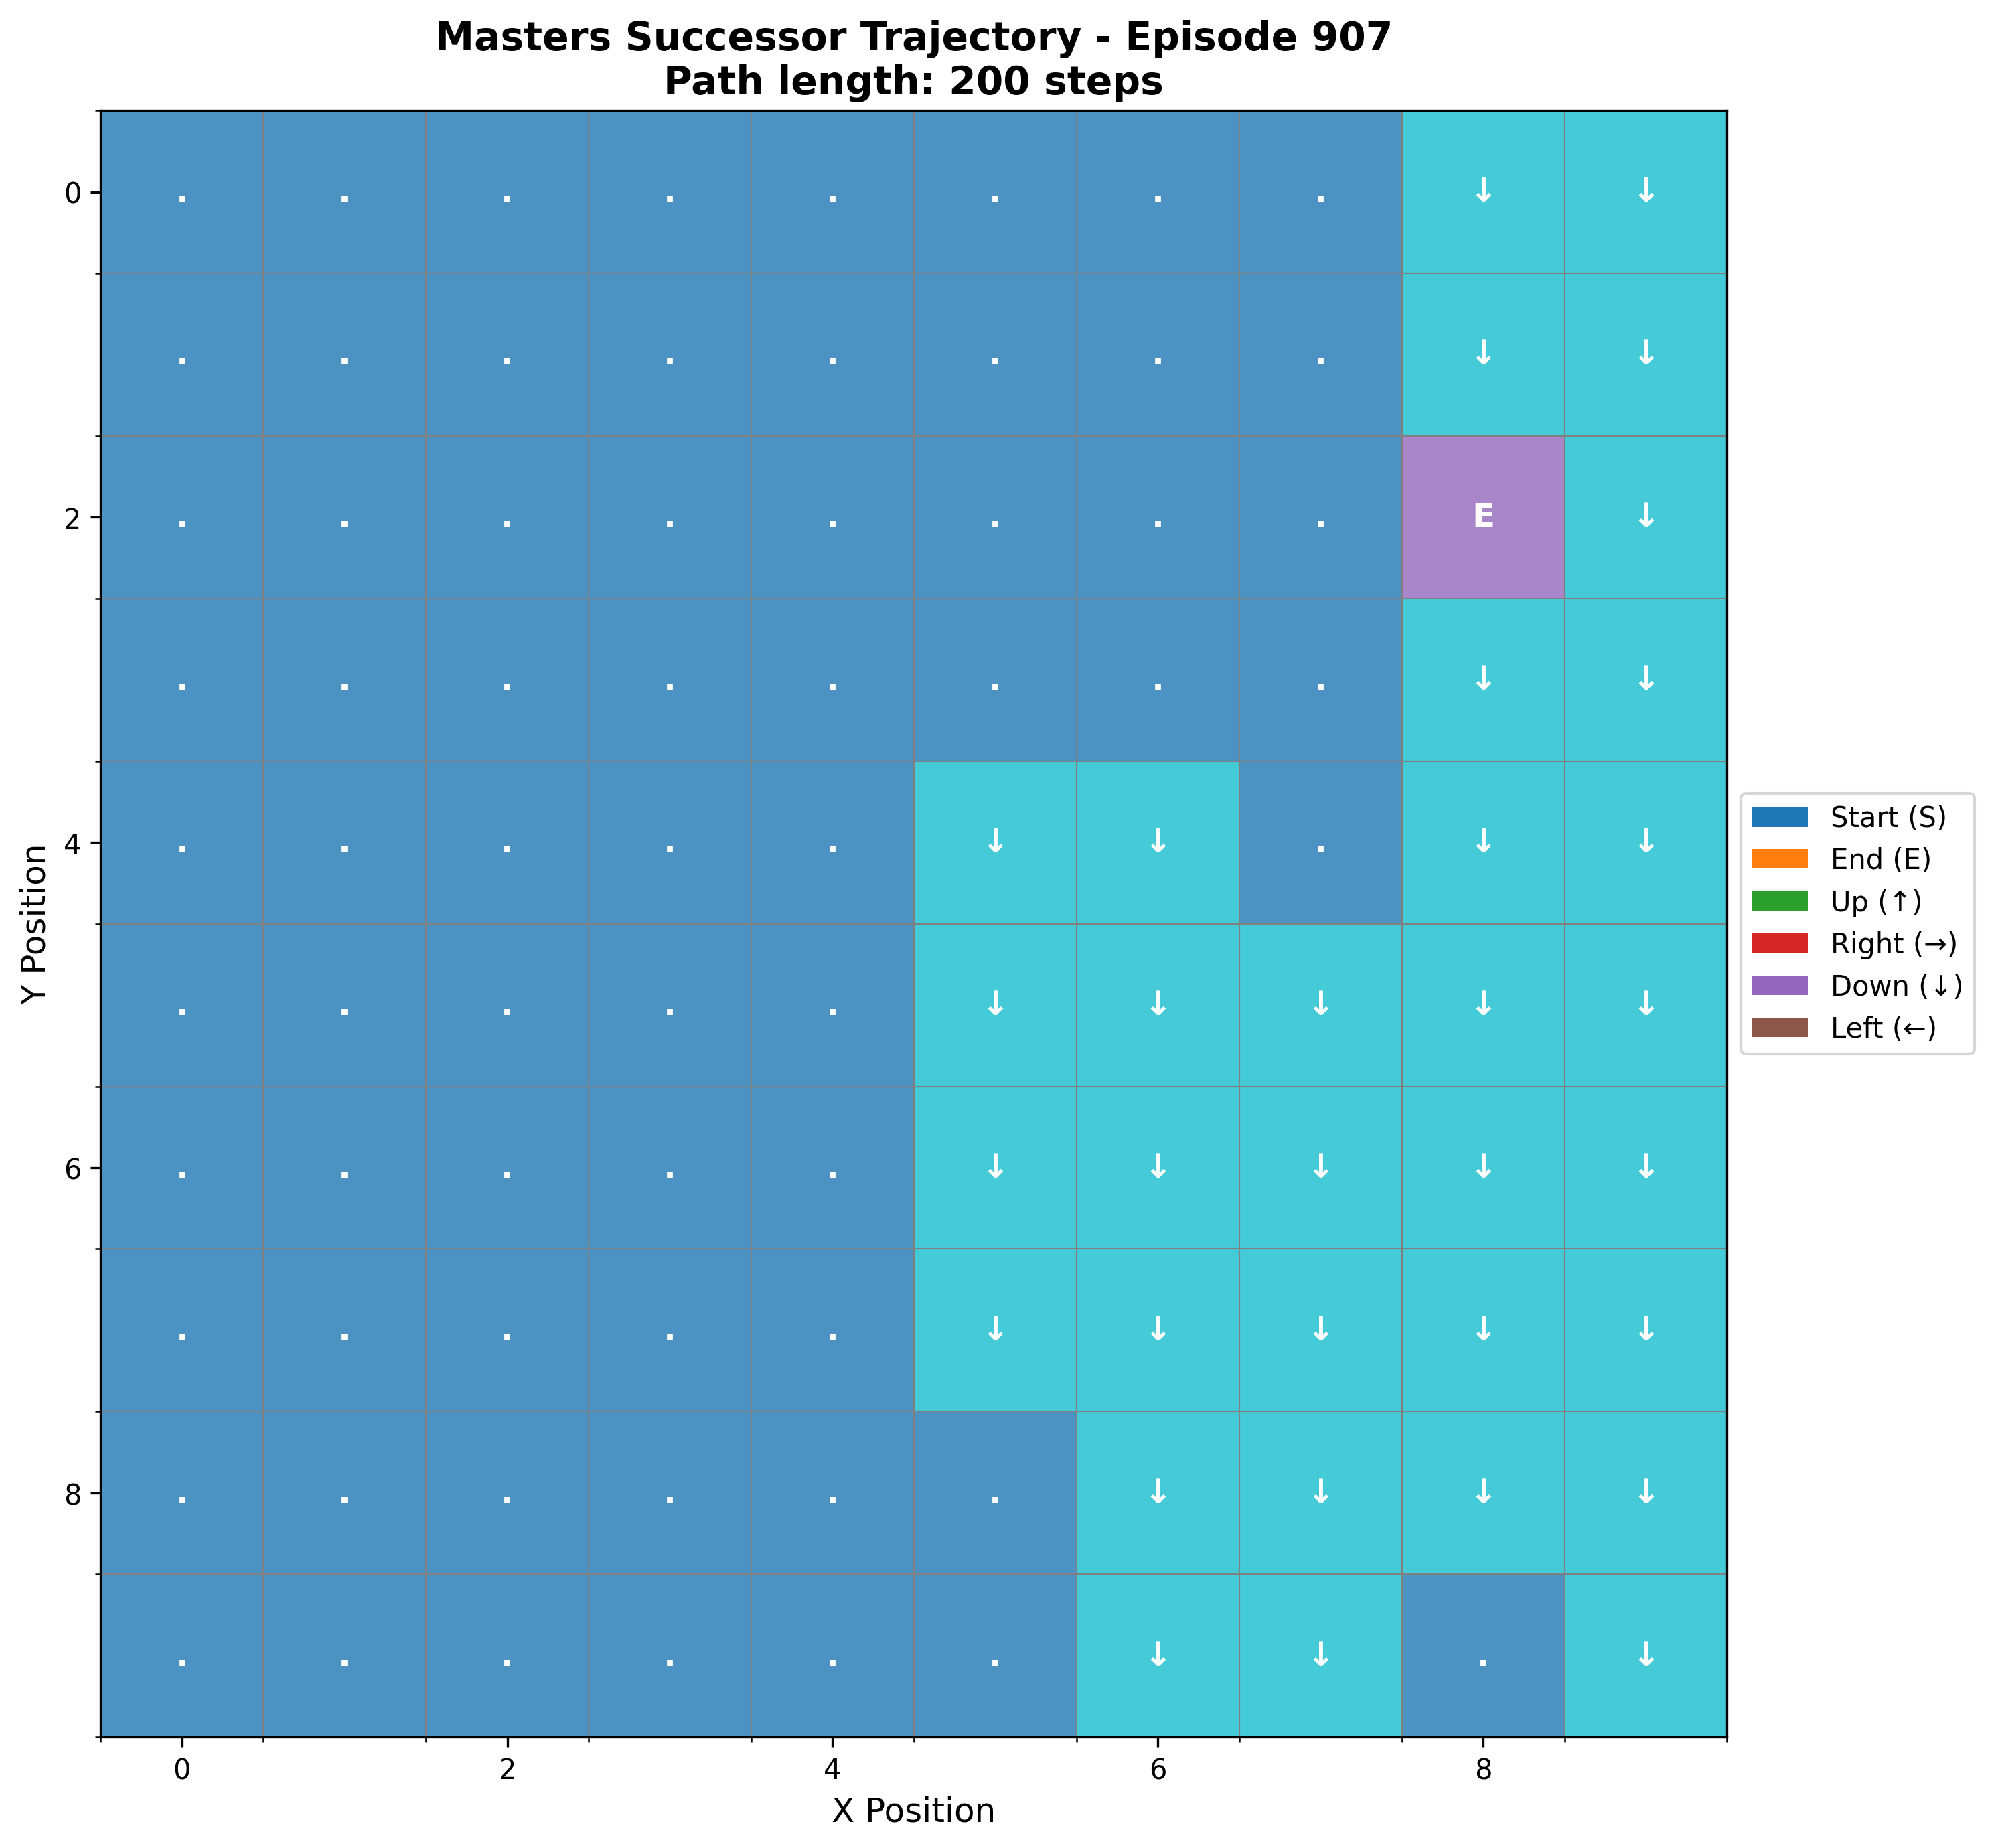 Masters Successor Trajectory - Episode 907
Path length: 200 steps
0 . . . . . . . . ↓ ↓
. . . . . . . . ↓ ↓
2 . . . . . . . . E ↓
. . . . . . . . ↓ ↓
4 . . . . . ↓ ↓ . ↓ ↓
. . . . . ↓ ↓ ↓ ↓ ↓
6 . . . . . ↓ ↓ ↓ ↓ ↓
. . . . . ↓ ↓ ↓ ↓ ↓
8 . . . . . . ↓ ↓ ↓ ↓
. . . . . . ↓ ↓ . ↓
0 2 4 6 8
X Position
Y Position
Start (S)
End (E)
Up (↑)
Right (→)
Down (↓)
Left (←)